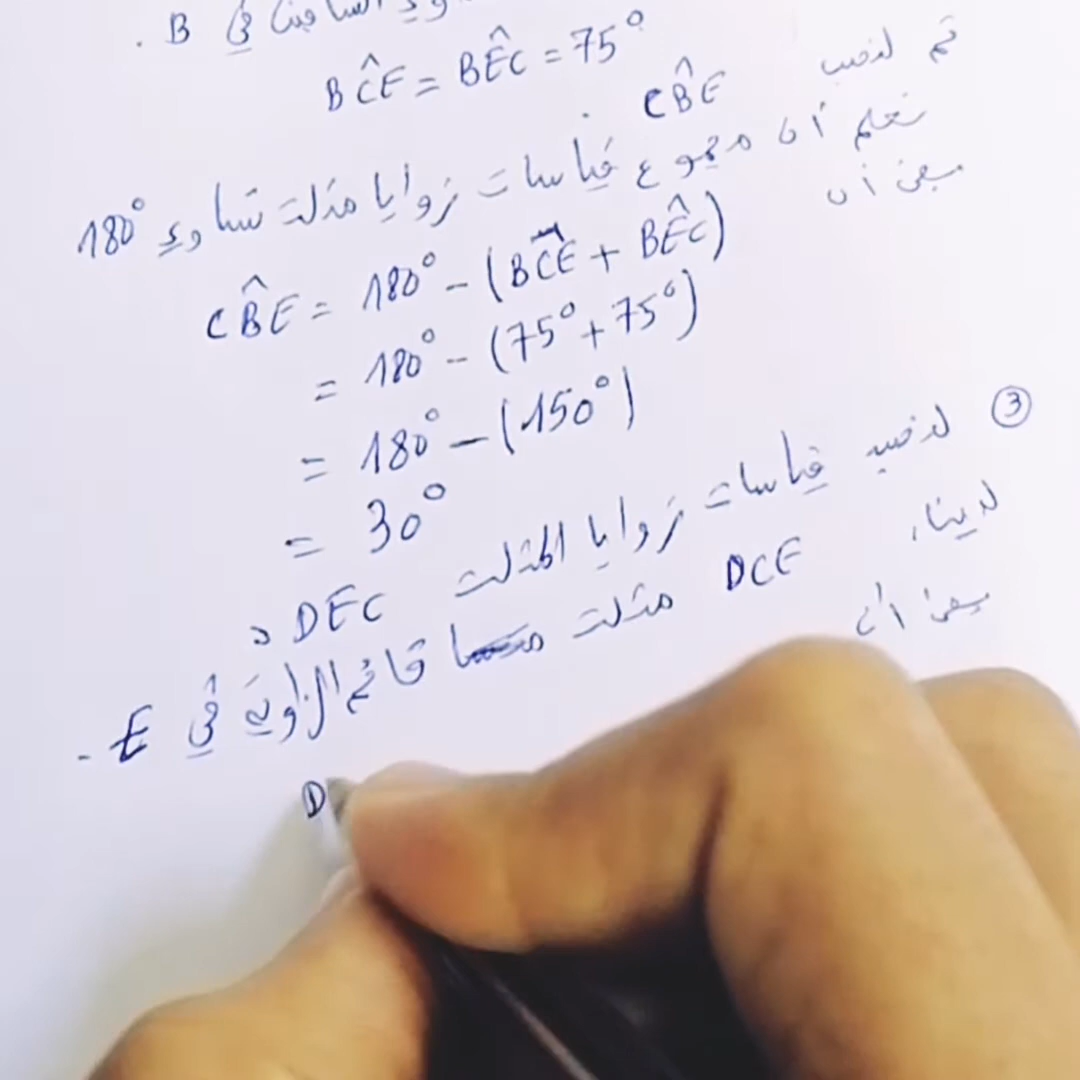 في B .
BĈE = BÊC = 75°
ثم لنحسب CB̂E
نعلم أن مجموع قياسات زوايا مثلث تساوي 180°
يعني أن
CB̂E = 180° - (BĈE + BÊC)
= 180° - (75° + 75°)
= 180° - (150°)
= 30°
③ لنحسب قياسات زوايا المثلث DEC
لدينا، DCE مثلث قائم الزاوية في E .
يعني أن
D